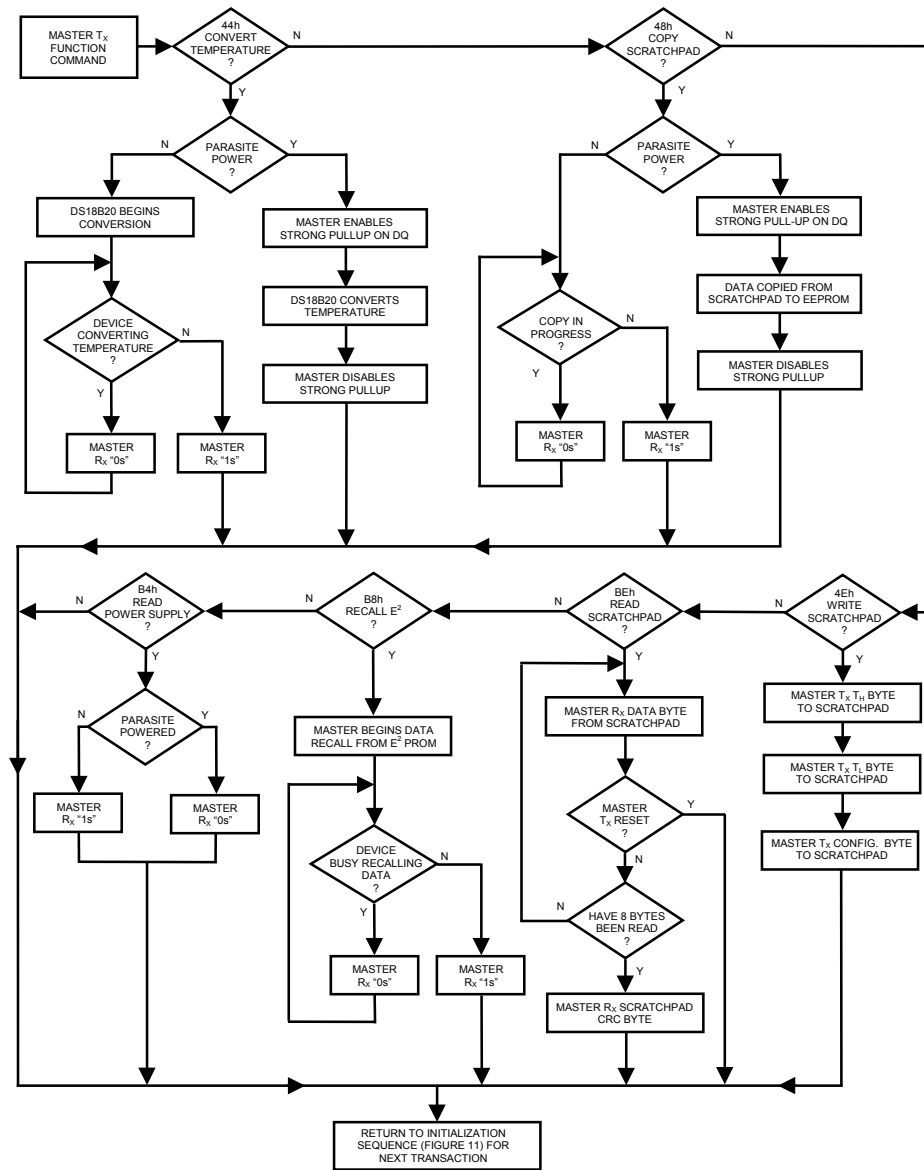 MASTER TX
FUNCTION
COMMAND
44h
CONVERT
TEMPERATURE
?
N
Y
48h
COPY
SCRATCHPAD
?
N
Y
PARASITE
POWER
?
N
Y
DS18B20 BEGINS
CONVERSION
MASTER ENABLES
STRONG PULLUP ON DQ
DEVICE
CONVERTING
TEMPERATURE
?
N
Y
DS18B20 CONVERTS
TEMPERATURE
MASTER DISABLES
STRONG PULLUP
MASTER
RX “0s”
MASTER
RX “1s”
PARASITE
POWER
?
N
Y
MASTER ENABLES
STRONG PULL-UP ON DQ
COPY IN
PROGRESS
?
N
Y
DATA COPIED FROM
SCRATCHPAD TO EEPROM
MASTER DISABLES
STRONG PULLUP
MASTER
RX “0s”
MASTER
RX “1s”
B4h
READ
POWER SUPPLY
?
N
Y
B8h
RECALL E2
?
N
Y
BEh
READ
SCRATCHPAD
?
N
Y
4Eh
WRITE
SCRATCHPAD
?
N
Y
PARASITE
POWERED
?
N
Y
MASTER
RX “1s”
MASTER
RX “0s”
MASTER BEGINS DATA
RECALL FROM E2 PROM
DEVICE
BUSY RECALLING
DATA
?
N
Y
MASTER
RX “0s”
MASTER
RX “1s”
MASTER RX DATA BYTE
FROM SCRATCHPAD
MASTER
TX RESET
?
Y
N
HAVE 8 BYTES
BEEN READ
?
N
Y
MASTER RX SCRATCHPAD
CRC BYTE
MASTER TX TH BYTE
TO SCRATCHPAD
MASTER TX TL BYTE
TO SCRATCHPAD
MASTER TX CONFIG. BYTE
TO SCRATCHPAD
RETURN TO INITIALIZATION
SEQUENCE (FIGURE 11) FOR
NEXT TRANSACTION